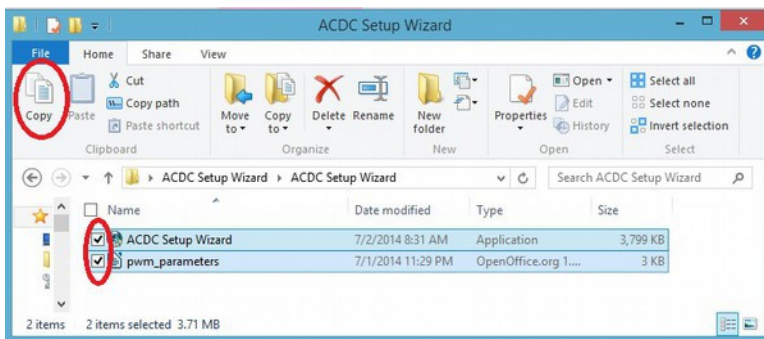 ACDC Setup Wizard
File Home Share View
Copy Paste Cut
Copy path
Paste shortcut
Clipboard
Move to Copy to Delete Rename
Organize
New folder
New
Properties Open
Edit
History
Open
Select all
Select none
Invert selection
Select
ACDC Setup Wizard ACDC Setup Wizard Search ACDC Setup Wizard
Name Date modified Type Size
ACDC Setup Wizard 7/2/2014 8:31 AM Application 3,799 KB
pwm_parameters 7/1/2014 11:29 PM OpenOffice.org 1.... 3 KB
2 items 2 items selected 3.71 MB